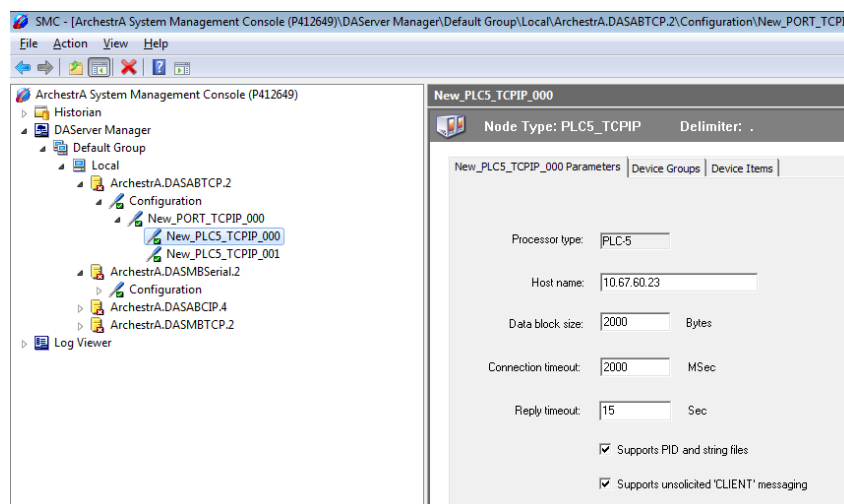 SMC - [ArchestrA System Management Console (P412649)\DAServer Manager\Default Group\Local\ArchestrA.DASABTCP.2\Configuration\New_PORT_TCPI
File Action View Help
ArchestrA System Management Console (P412649)
Historian
DAServer Manager
Default Group
Local
ArchestrA.DASABTCP.2
Configuration
New_PORT_TCPIP_000
New_PLC5_TCPIP_000
New_PLC5_TCPIP_001
ArchestrA.DASMBSerial.2
Configuration
ArchestrA.DASABCIP.4
ArchestrA.DASMBTCP.2
Log Viewer
New_PLC5_TCPIP_000
Node Type: PLC5_TCPIP Delimiter: .
New_PLC5_TCPIP_000 Parameters Device Groups Device Items
Processor type: PLC-5
Host name: 10.67.60.23
Data block size: 2000 Bytes
Connection timeout: 2000 MSec
Reply timeout: 15 Sec
Supports PID and string files
Supports unsolicited 'CLIENT' messaging